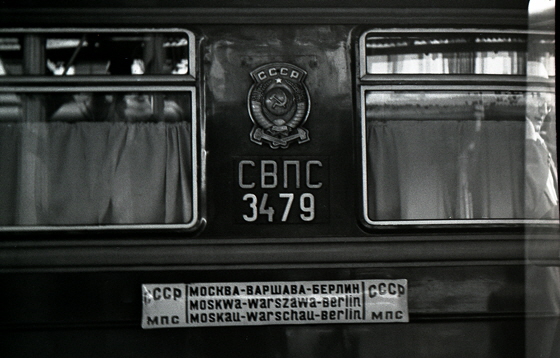 СССР
СВПС
3479
СССР МОСКВА-ВАРШАВА-БЕРЛИН СССР
MOSKWA-WARSZAWA-Berlin
МПС MOSKAU-WARSCHAU-Berlin МПС